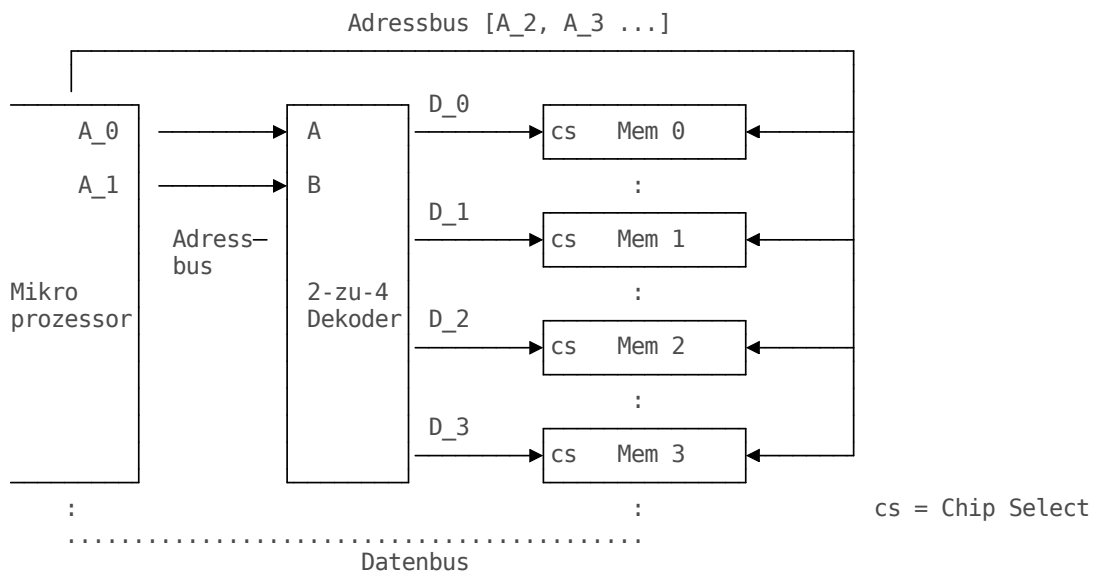 Adressbus [A_2, A_3 ...]
D_0
A_0 A cs Mem 0
A_1 B :
D_1
Adress— cs Mem 1
bus
Mikro 2-zu-4 :
prozessor Dekoder D_2
cs Mem 2
:
D_3
cs Mem 3
: : cs = Chip Select
...........................................
Datenbus